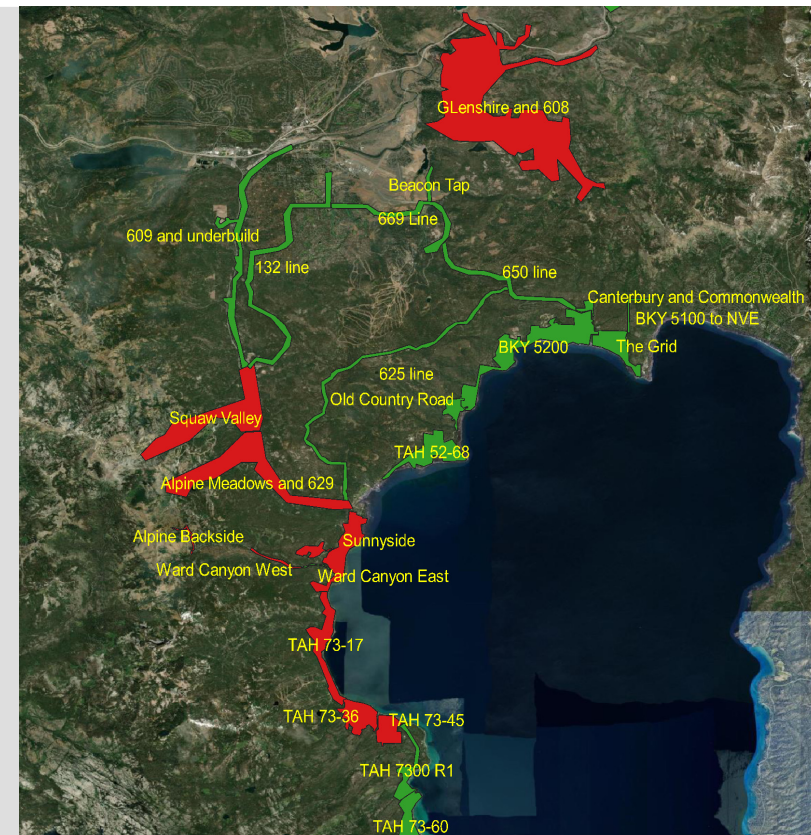 GLenshire and 608
Beacon Tap
669 Line
609 and underbuild
132 line
650 line
Canterbury and Commonwealth
BKY 5100 to NVE
BKY 5200
The Grid
625 line
Old Country Road
Squaw Valley
TAH 52-68
Alpine Meadows and 629
Alpine Backside
Sunnyside
Ward Canyon West
Ward Canyon East
TAH 73-17
TAH 73-36
TAH 73-45
TAH 7300 R1
TAH 73-60